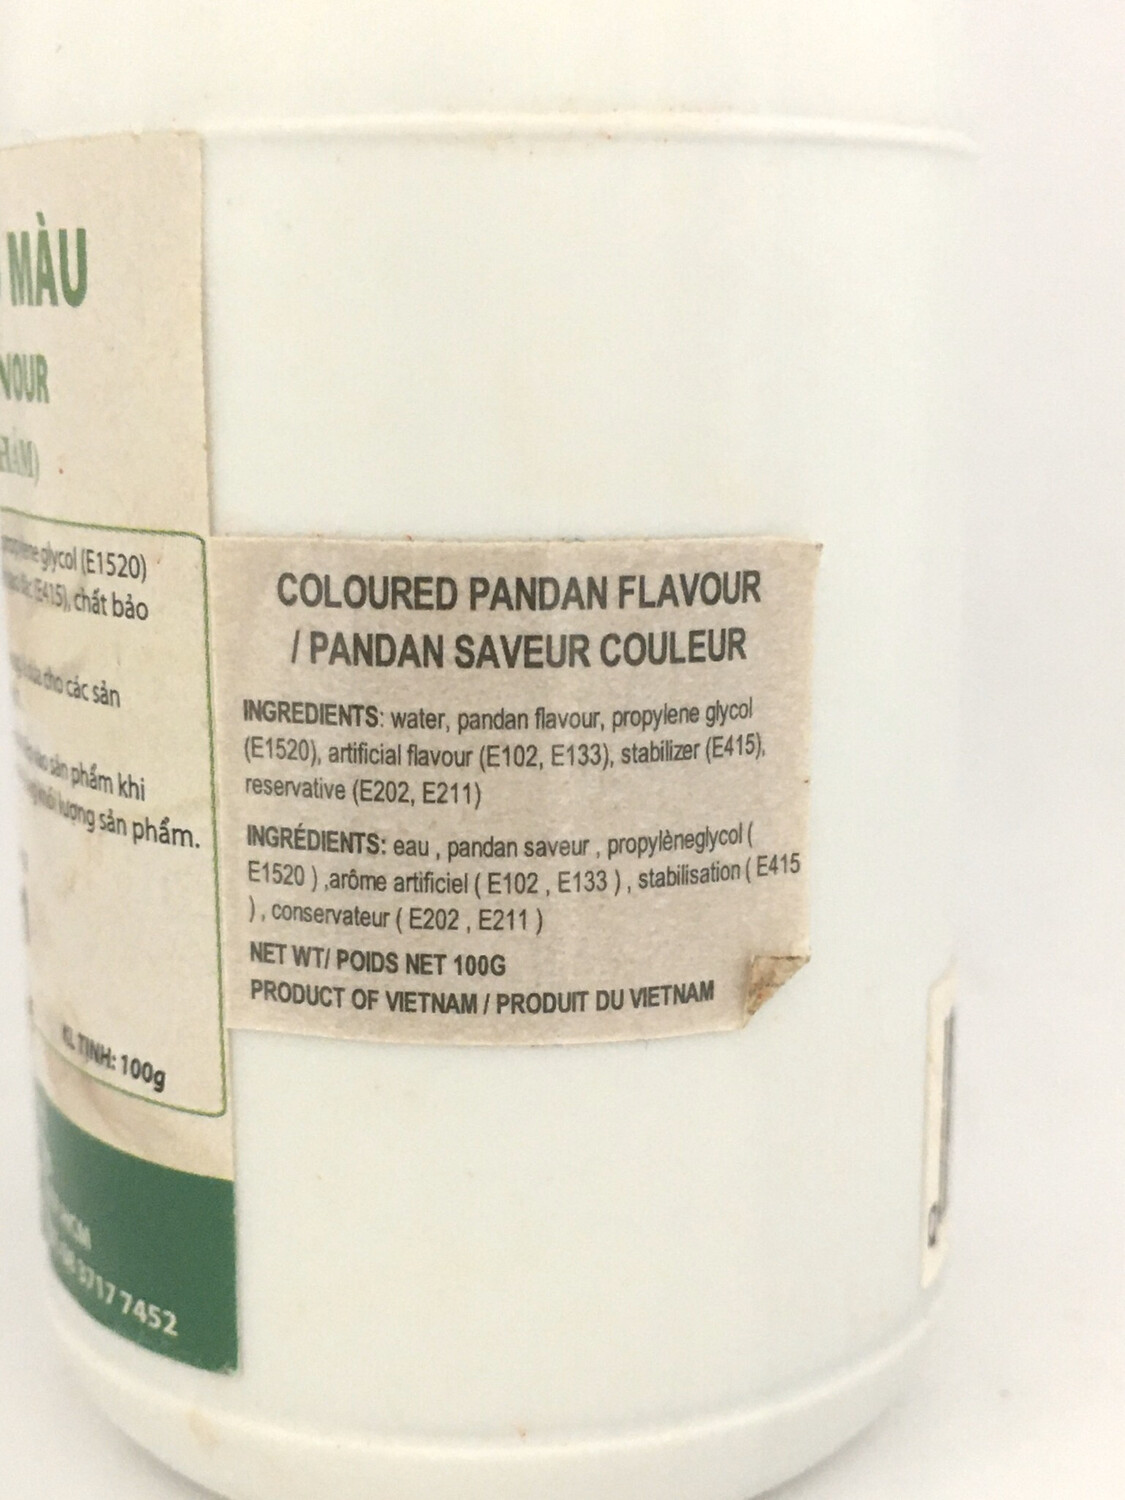 MÀU
VOUR
glycol (E1520)
(E415), chất bảo
cho các sản
sản phẩm khi
lượng sản phẩm.
KL TỊNH: 100g
HCM
3717 7452
COLOURED PANDAN FLAVOUR
/ PANDAN SAVEUR COULEUR
INGREDIENTS: water, pandan flavour, propylene glycol
(E1520), artificial flavour (E102, E133), stabilizer (E415),
reservative (E202, E211)
INGRÉDIENTS: eau , pandan saveur , propylèneglycol (
E1520 ) ,arôme artificiel ( E102 , E133 ) , stabilisation ( E415
) , conservateur ( E202 , E211 )
NET WT/ POIDS NET 100G
PRODUCT OF VIETNAM / PRODUIT DU VIETNAM